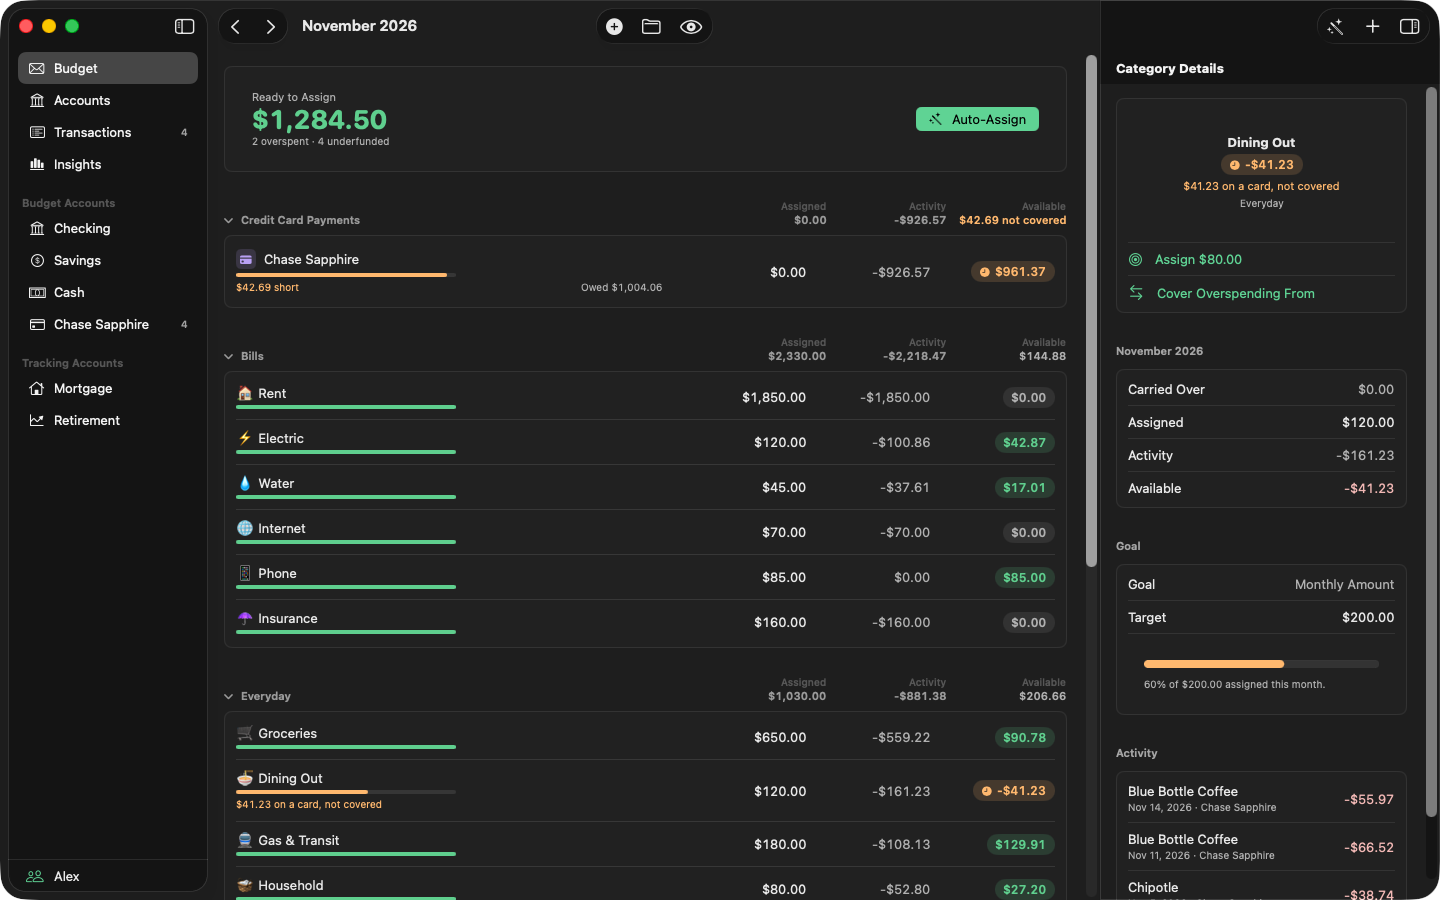 November 2026
Budget
Accounts
Transactions 4
Insights
Budget Accounts
Checking
Savings
Cash
Chase Sapphire 4
Tracking Accounts
Mortgage
Retirement
Alex
Ready to Assign
$1,284.50
2 overspent · 4 underfunded
Auto-Assign
Credit Card Payments
Assigned
$0.00
Activity
-$926.57
Available
$42.69 not covered
Chase Sapphire
$42.69 short
Owed $1,004.06
$0.00
-$926.57
$961.37
Bills
Assigned
$2,330.00
Activity
-$2,218.47
Available
$144.88
Rent $1,850.00 -$1,850.00 $0.00
Electric $120.00 -$100.86 $42.87
Water $45.00 -$37.61 $17.01
Internet $70.00 -$70.00 $0.00
Phone $85.00 $0.00 $85.00
Insurance $160.00 -$160.00 $0.00
Everyday
Assigned
$1,030.00
Activity
-$881.38
Available
$206.66
Groceries $650.00 -$559.22 $90.78
Dining Out $120.00 -$161.23 -$41.23
$41.23 on a card, not covered
Gas & Transit $180.00 -$108.13 $129.91
Household $80.00 -$52.80 $27.20
Category Details
Dining Out
-$41.23
$41.23 on a card, not covered
Everyday
Assign $80.00
Cover Overspending From
November 2026
Carried Over $0.00
Assigned $120.00
Activity -$161.23
Available -$41.23
Goal
Goal Monthly Amount
Target $200.00
60% of $200.00 assigned this month.
Activity
Blue Bottle Coffee -$55.97
Nov 14, 2026 · Chase Sapphire
Blue Bottle Coffee -$66.52
Nov 11, 2026 · Chase Sapphire
Chipotle -$38.74